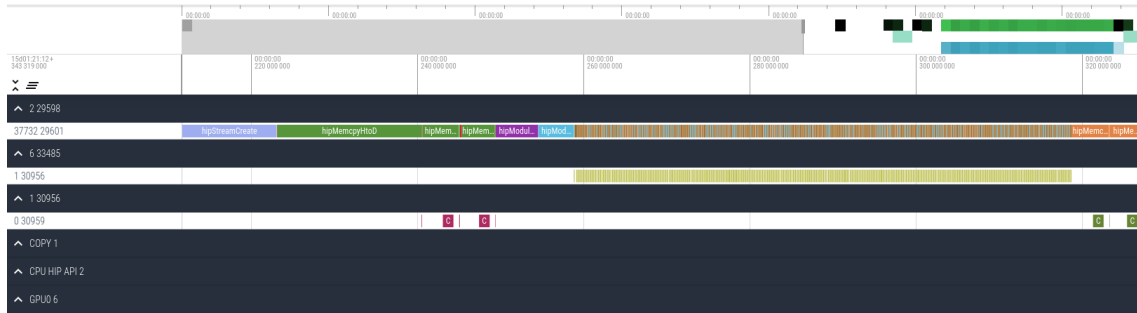 00:00:00 00:00:00 00:00:00 00:00:00 00:00:00 00:00:00 00:00:00
15d01:21:12+ 00:00:00 00:00:00 00:00:00 00:00:00 00:00:00 00:00:00
343 319 000 220 000 000 240 000 000 260 000 000 280 000 000 300 000 000 320 000 000
2 29598
37732 29601 hipStreamCreate hipMemcpyHtoD hipMem... hipMem... hipModul... hipMod... hipMemc... hipMe...
6 33485
1 30956
1 30956
0 30959 C C C C
COPY 1
CPU HIP API 2
GPU0 6